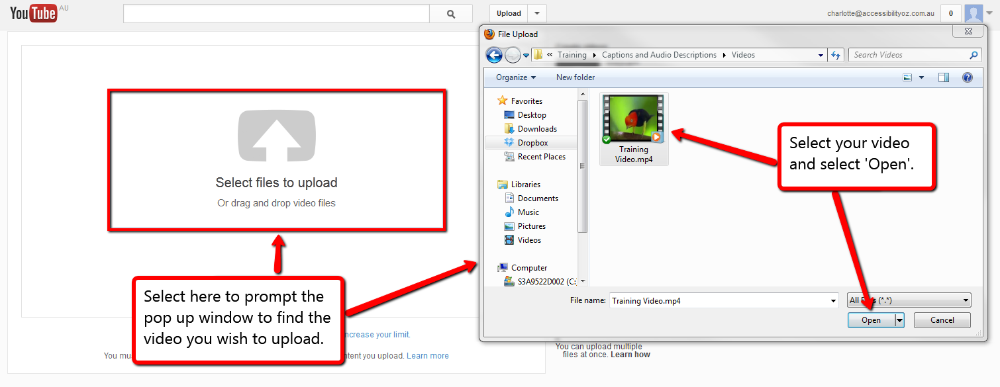 YouTube AU
Upload
charlotte@accessibilityoz.com.au
0
Select files to upload
Or drag and drop video files
Select here to prompt the
pop up window to find the
video you wish to upload.
ncrease your limit.
You mu
tent you upload. Learn more
File Upload
« Training Captions and Audio Descriptions Videos
Search Videos
Organize
New folder
Favorites
Desktop
Downloads
Dropbox
Recent Places
Libraries
Documents
Music
Pictures
Videos
Computer
S3A9522D002 (C:
Training
Video.mp4
Select your video
and select 'Open'.
File name: Training Video.mp4
All (*.*)
Open
Cancel
You can upload multiple
files at once. Learn how